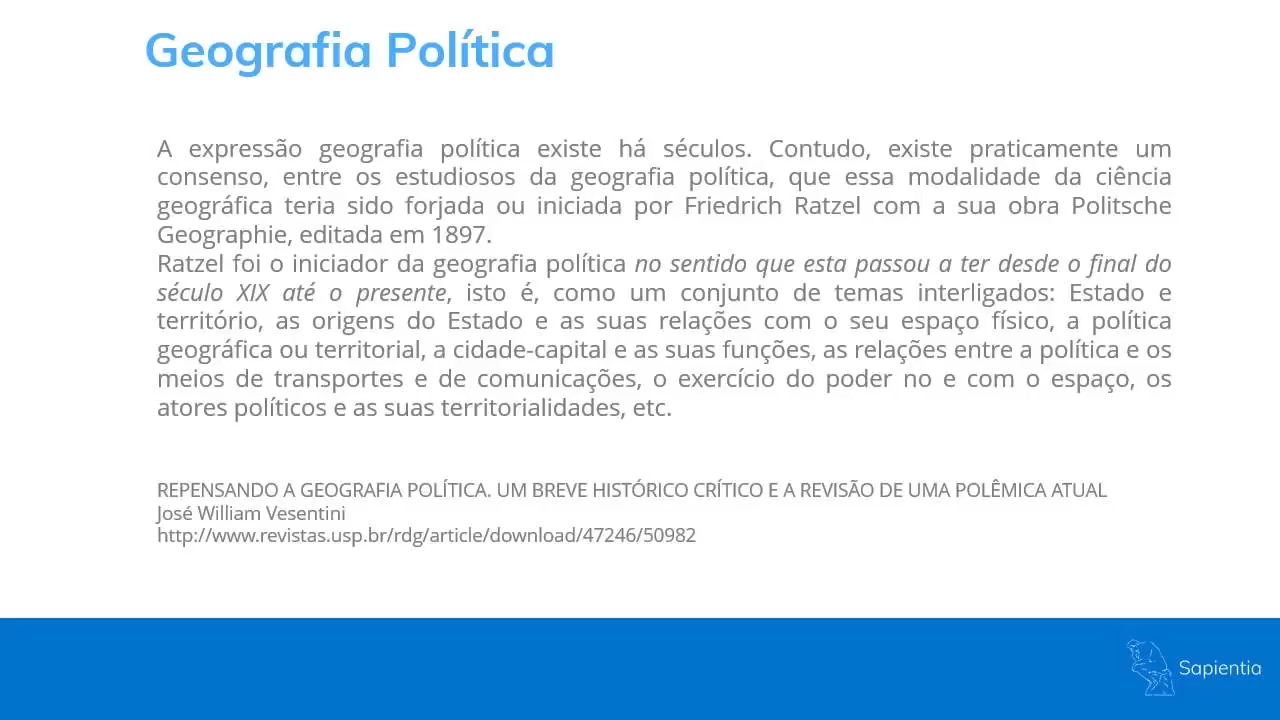 Geografia Política
A expressão geografia política existe há séculos. Contudo, existe praticamente um
consenso, entre os estudiosos da geografia política, que essa modalidade da ciência
geográfica teria sido forjada ou iniciada por Friedrich Ratzel com a sua obra Politsche
Geographie, editada em 1897.
Ratzel foi o iniciador da geografia política no sentido que esta passou a ter desde o final do
século XIX até o presente, isto é, como um conjunto de temas interligados: Estado e
território, as origens do Estado e as suas relações com o seu espaço físico, a política
geográfica ou territorial, a cidade-capital e as suas funções, as relações entre a política e os
meios de transportes e de comunicações, o exercício do poder no e com o espaço, os
atores políticos e as suas territorialidades, etc.
REPENSANDO A GEOGRAFIA POLÍTICA. UM BREVE HISTÓRICO CRÍTICO E A REVISÃO DE UMA POLÊMICA ATUAL
José William Vesentini
http://www.revistas.usp.br/rdg/article/download/47246/50982
Sapientia